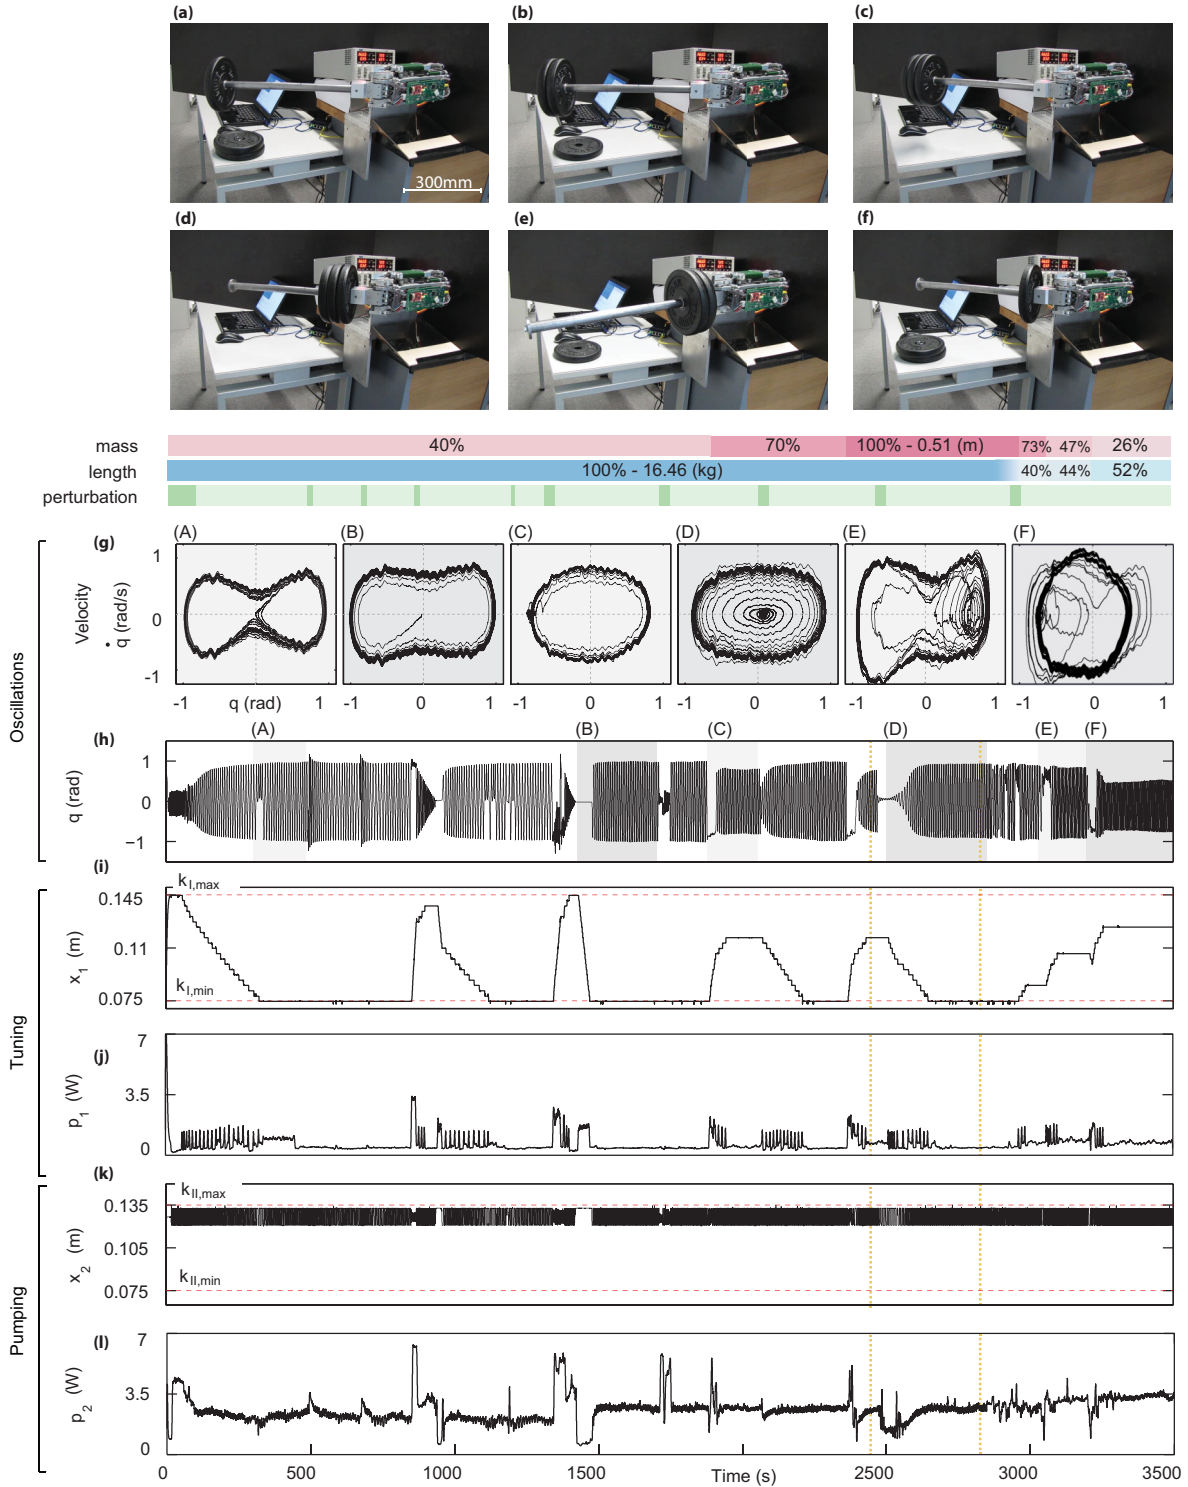 (a) (b) (c)
300mm
(d) (e) (f)
mass 40% 70% 100% - 0.51 (m) 73% 47% 26%
length 100% - 16.46 (kg) 40% 44% 52%
perturbation
Oscillations
(g) (A) (B) (C) (D) (E) (F)
Velocity
q̇ (rad/s)
1
0
-1
-1 q (rad) 1 -1 0 1 -1 0 1 -1 0 1 -1 0 1 -1 0 1
(h) (A) (B) (C) (D) (E) (F)
q (rad)
1
0
-1
Tuning
(i)
k I,max
0.145
x1 (m)
0.11
k I,min
0.075
(j)
p1 (W)
7
3.5
0
Pumping
(k)
k II,max
0.135
x2 (m)
0.105
k II,min
0.075
(l)
p2 (W)
7
3.5
0
0 500 1000 1500 Time (s) 2500 3000 3500